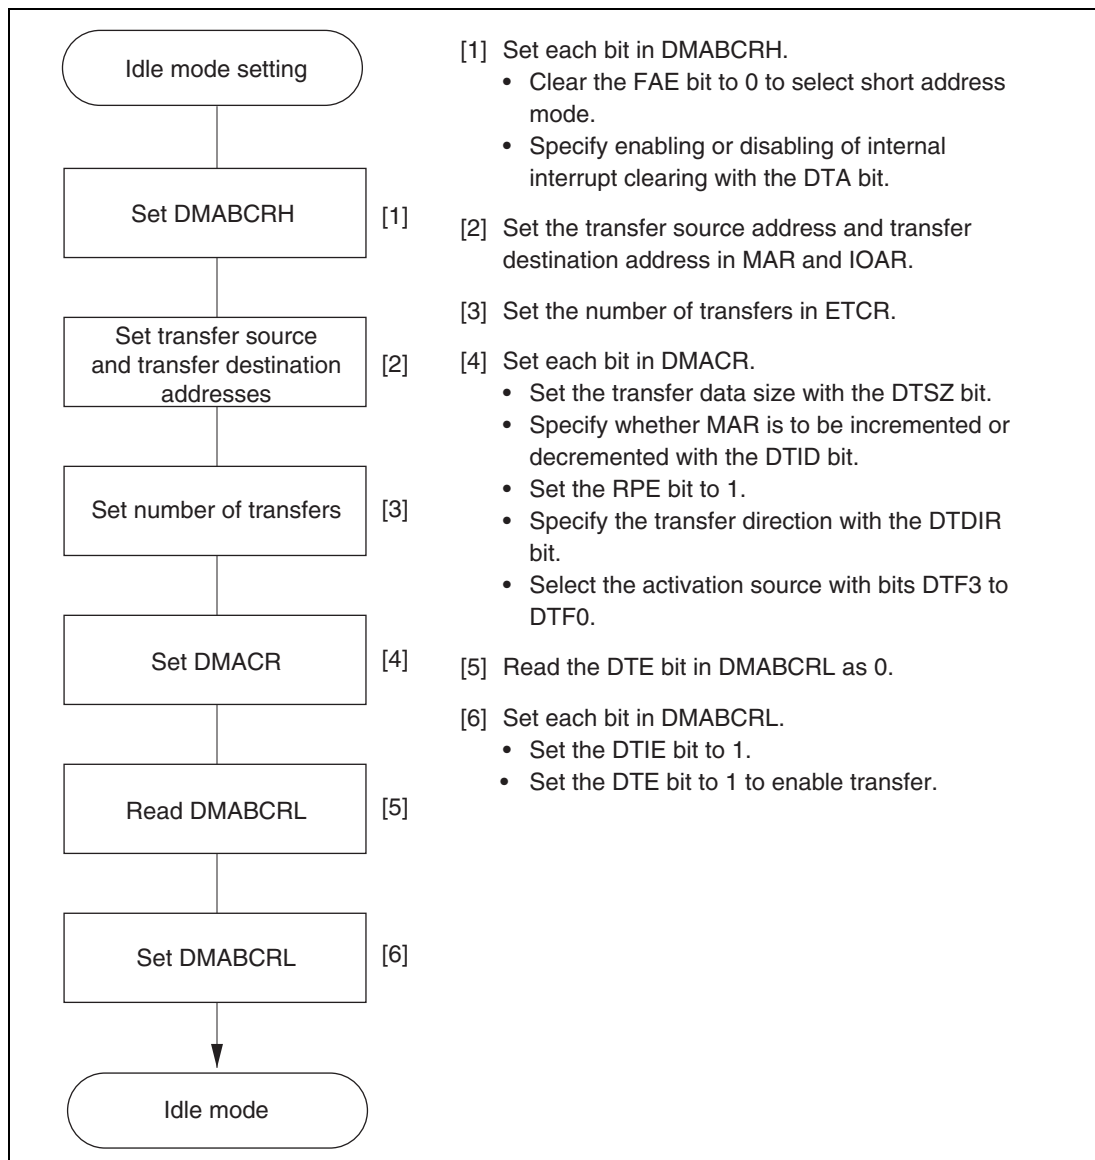 Idle mode setting
Set DMABCRH
[1]
Set transfer source
and transfer destination
addresses
[2]
Set number of transfers
[3]
Set DMACR
[4]
Read DMABCRL
[5]
Set DMABCRL
[6]
Idle mode
[1] Set each bit in DMABCRH.
• Clear the FAE bit to 0 to select short address
mode.
• Specify enabling or disabling of internal
interrupt clearing with the DTA bit.
[2] Set the transfer source address and transfer
destination address in MAR and IOAR.
[3] Set the number of transfers in ETCR.
[4] Set each bit in DMACR.
• Set the transfer data size with the DTSZ bit.
• Specify whether MAR is to be incremented or
decremented with the DTID bit.
• Set the RPE bit to 1.
• Specify the transfer direction with the DTDIR
bit.
• Select the activation source with bits DTF3 to
DTF0.
[5] Read the DTE bit in DMABCRL as 0.
[6] Set each bit in DMABCRL.
• Set the DTIE bit to 1.
• Set the DTE bit to 1 to enable transfer.